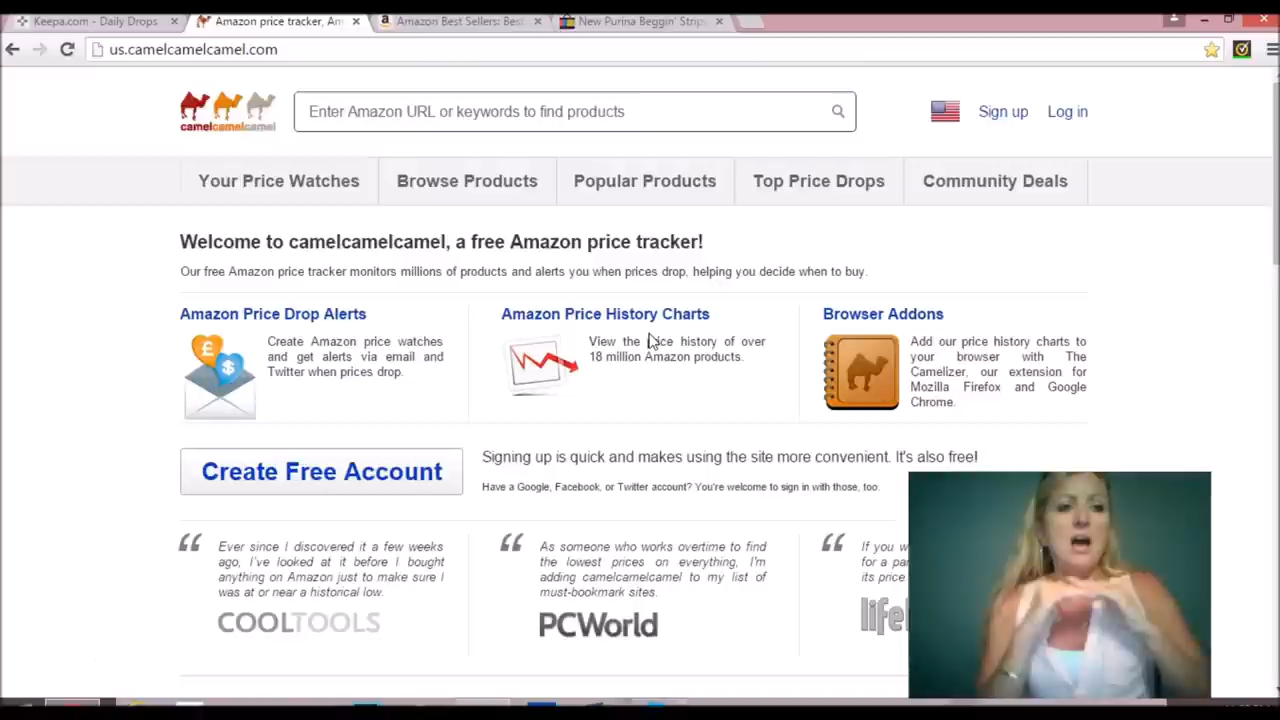 Keepa.com - Daily Drops
Amazon price tracker, Am
Amazon Best Sellers: Best
New Purina Beggin' Strips
us.camelcamelcamel.com
camelcamelcamel
Enter Amazon URL or keywords to find products
Sign up
Log in
Your Price Watches
Browse Products
Popular Products
Top Price Drops
Community Deals
Welcome to camelcamelcamel, a free Amazon price tracker!
Our free Amazon price tracker monitors millions of products and alerts you when prices drop, helping you decide when to buy.
Amazon Price Drop Alerts
£
$
Create Amazon price watches
and get alerts via email and
Twitter when prices drop.
Amazon Price History Charts
View the price history of over
18 million Amazon products.
Browser Addons
Add our price history charts to
your browser with The
Camelizer, our extension for
Mozilla Firefox and Google
Chrome.
Create Free Account
Signing up is quick and makes using the site more convenient. It's also free!
Have a Google, Facebook, or Twitter account? You're welcome to sign in with those, too.
“ Ever since I discovered it a few weeks
ago, I've looked at it before I bought
anything on Amazon just to make sure I
was at or near a historical low.
COOLTOOLS
“ As someone who works overtime to find
the lowest prices on everything, I'm
adding camelcamelcamel to my list of
must-bookmark sites.
PCWorld
“ If you w
for a pa
its price
life